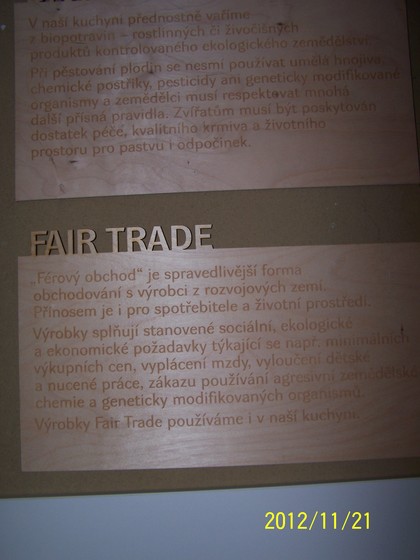 V naší kuchyni přednostně vaříme
z biopotravin – rostlinných či živočišných
produktů kontrolovaného ekologického zemědělství.
Při pěstování plodin se nesmí používat umělá hnojiva,
chemické postřiky, pesticidy ani geneticky modifikované
organismy a zemědělci musí respektovat mnohá
další přísná pravidla. Zvířatům musí být poskytován
dostatek péče, kvalitního krmiva a životního
prostoru pro pastvu i odpočinek.
FAIR TRADE
„Férový obchod“ je spravedlivější forma
obchodování s výrobci z rozvojových zemí.
Přínosem je i pro spotřebitele a životní prostředí.
Výrobky splňují stanovené sociální, ekologické
a ekonomické požadavky týkající se např. minimálních
výkupních cen, vyplácení mzdy, vyloučení dětské
a nucené práce, zákazu používání agresivní zemědělské
chemie a geneticky modifikovaných organismů.
Výrobky Fair Trade používáme i v naší kuchyni.
2012/11/21